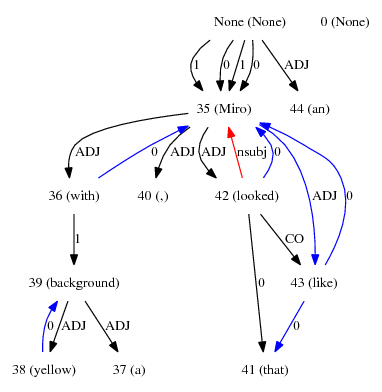 None (None) 0 (None)
1 0 1 0 ADJ
35 (Miro) 44 (an)
ADJ 0 ADJ ADJ nsubj 0 ADJ 0
36 (with) 40 (,) 42 (looked)
1 0 CO
39 (background) 43 (like)
0 ADJ ADJ 0
38 (yellow) 37 (a) 41 (that)